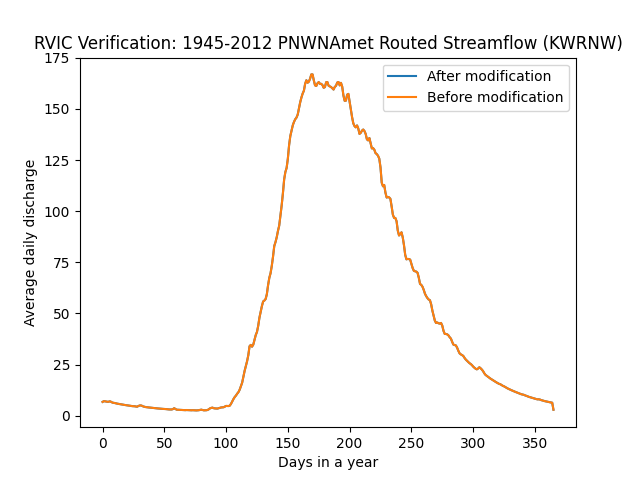 RVIC Verification: 1945-2012 PNWNAmet Routed Streamflow (KWRNW)
After modification
Before modification
Average daily discharge
175
150
125
100
75
50
25
0
0 50 100 150 200 250 300 350
Days in a year